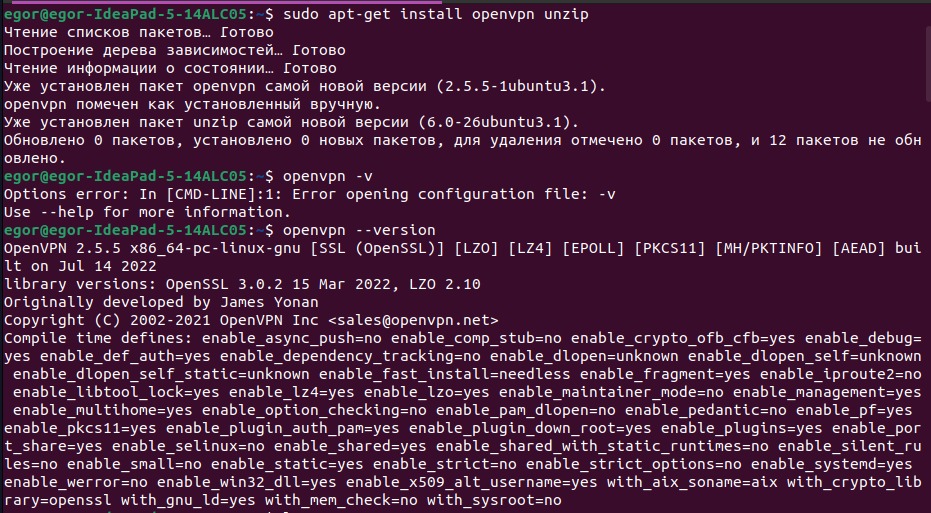 egor@egor-IdeaPad-5-14ALC05:~$ sudo apt-get install openvpn unzip
Чтение списков пакетов… Готово
Построение дерева зависимостей… Готово
Чтение информации о состоянии… Готово
Уже установлен пакет openvpn самой новой версии (2.5.5-1ubuntu3.1).
openvpn помечен как установленный вручную.
Уже установлен пакет unzip самой новой версии (6.0-26ubuntu3.1).
Обновлено 0 пакетов, установлено 0 новых пакетов, для удаления отмечено 0 пакетов, и 12 пакетов не обн
овлено.
egor@egor-IdeaPad-5-14ALC05:~$ openvpn -v
Options error: In [CMD-LINE]:1: Error opening configuration file: -v
Use --help for more information.
egor@egor-IdeaPad-5-14ALC05:~$ openvpn --version
OpenVPN 2.5.5 x86_64-pc-linux-gnu [SSL (OpenSSL)] [LZO] [LZ4] [EPOLL] [PKCS11] [MH/PKTINFO] [AEAD] bui
lt on Jul 14 2022
library versions: OpenSSL 3.0.2 15 Mar 2022, LZO 2.10
Originally developed by James Yonan
Copyright (C) 2002-2021 OpenVPN Inc <sales@openvpn.net>
Compile time defines: enable_async_push=no enable_comp_stub=no enable_crypto_ofb_cfb=yes enable_debug=
yes enable_def_auth=yes enable_dependency_tracking=no enable_dlopen=unknown enable_dlopen_self=unknown
 enable_dlopen_self_static=unknown enable_fast_install=needless enable_fragment=yes enable_iproute2=no
 enable_libtool_lock=yes enable_lz4=yes enable_lzo=yes enable_maintainer_mode=no enable_management=yes
 enable_multihome=yes enable_option_checking=no enable_pam_dlopen=no enable_pedantic=no enable_pf=yes 
enable_pkcs11=yes enable_plugin_auth_pam=yes enable_plugin_down_root=yes enable_plugins=yes enable_por
t_share=yes enable_selinux=no enable_shared=yes enable_shared_with_static_runtimes=no enable_silent_ru
les=no enable_small=no enable_static=yes enable_strict=no enable_strict_options=no enable_systemd=yes 
enable_werror=no enable_win32_dll=yes enable_x509_alt_username=yes with_aix_soname=aix with_crypto_lib
rary=openssl with_gnu_ld=yes with_mem_check=no with_sysroot=no